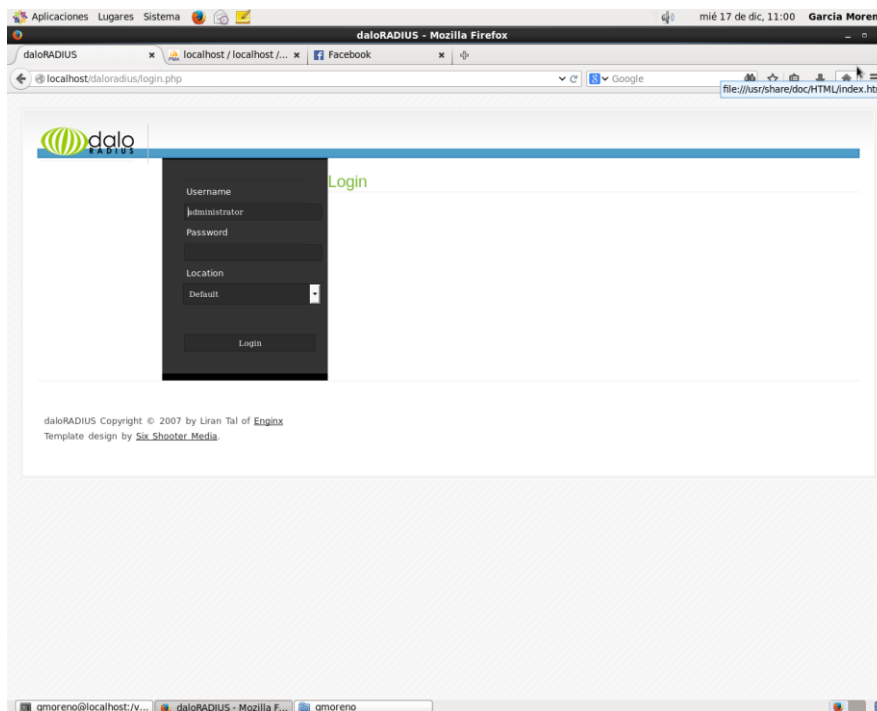 Aplicaciones Lugares Sistema
mié 17 de dic, 11:00 Garcia Moren
daloRADIUS - Mozilla Firefox
daloRADIUS
localhost / localhost /...
Facebook
localhost/daloradius/login.php
Google
file:///usr/share/doc/HTML/index.ht
dalo
RADIUS
Login
Username
administrator
Password
Location
Default
Login
daloRADIUS Copyright © 2007 by Liran Tal of Enginx
Template design by Six Shooter Media.
gmoreno@localhost:/v...
daloRADIUS - Mozilla F...
gmoreno